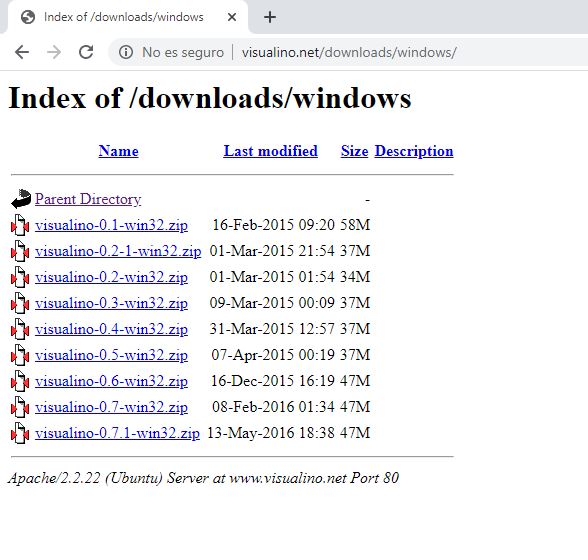 Index of /downloads/windows
No es seguro | visualino.net/downloads/windows/
Index of /downloads/windows
Name Last modified Size Description
Parent Directory -
visualino-0.1-win32.zip 16-Feb-2015 09:20 58M
visualino-0.2-1-win32.zip 01-Mar-2015 21:54 37M
visualino-0.2-win32.zip 01-Mar-2015 01:54 34M
visualino-0.3-win32.zip 09-Mar-2015 00:09 37M
visualino-0.4-win32.zip 31-Mar-2015 12:57 37M
visualino-0.5-win32.zip 07-Apr-2015 00:19 37M
visualino-0.6-win32.zip 16-Dec-2015 16:19 47M
visualino-0.7-win32.zip 08-Feb-2016 01:34 47M
visualino-0.7.1-win32.zip 13-May-2016 18:38 47M
Apache/2.2.22 (Ubuntu) Server at www.visualino.net Port 80